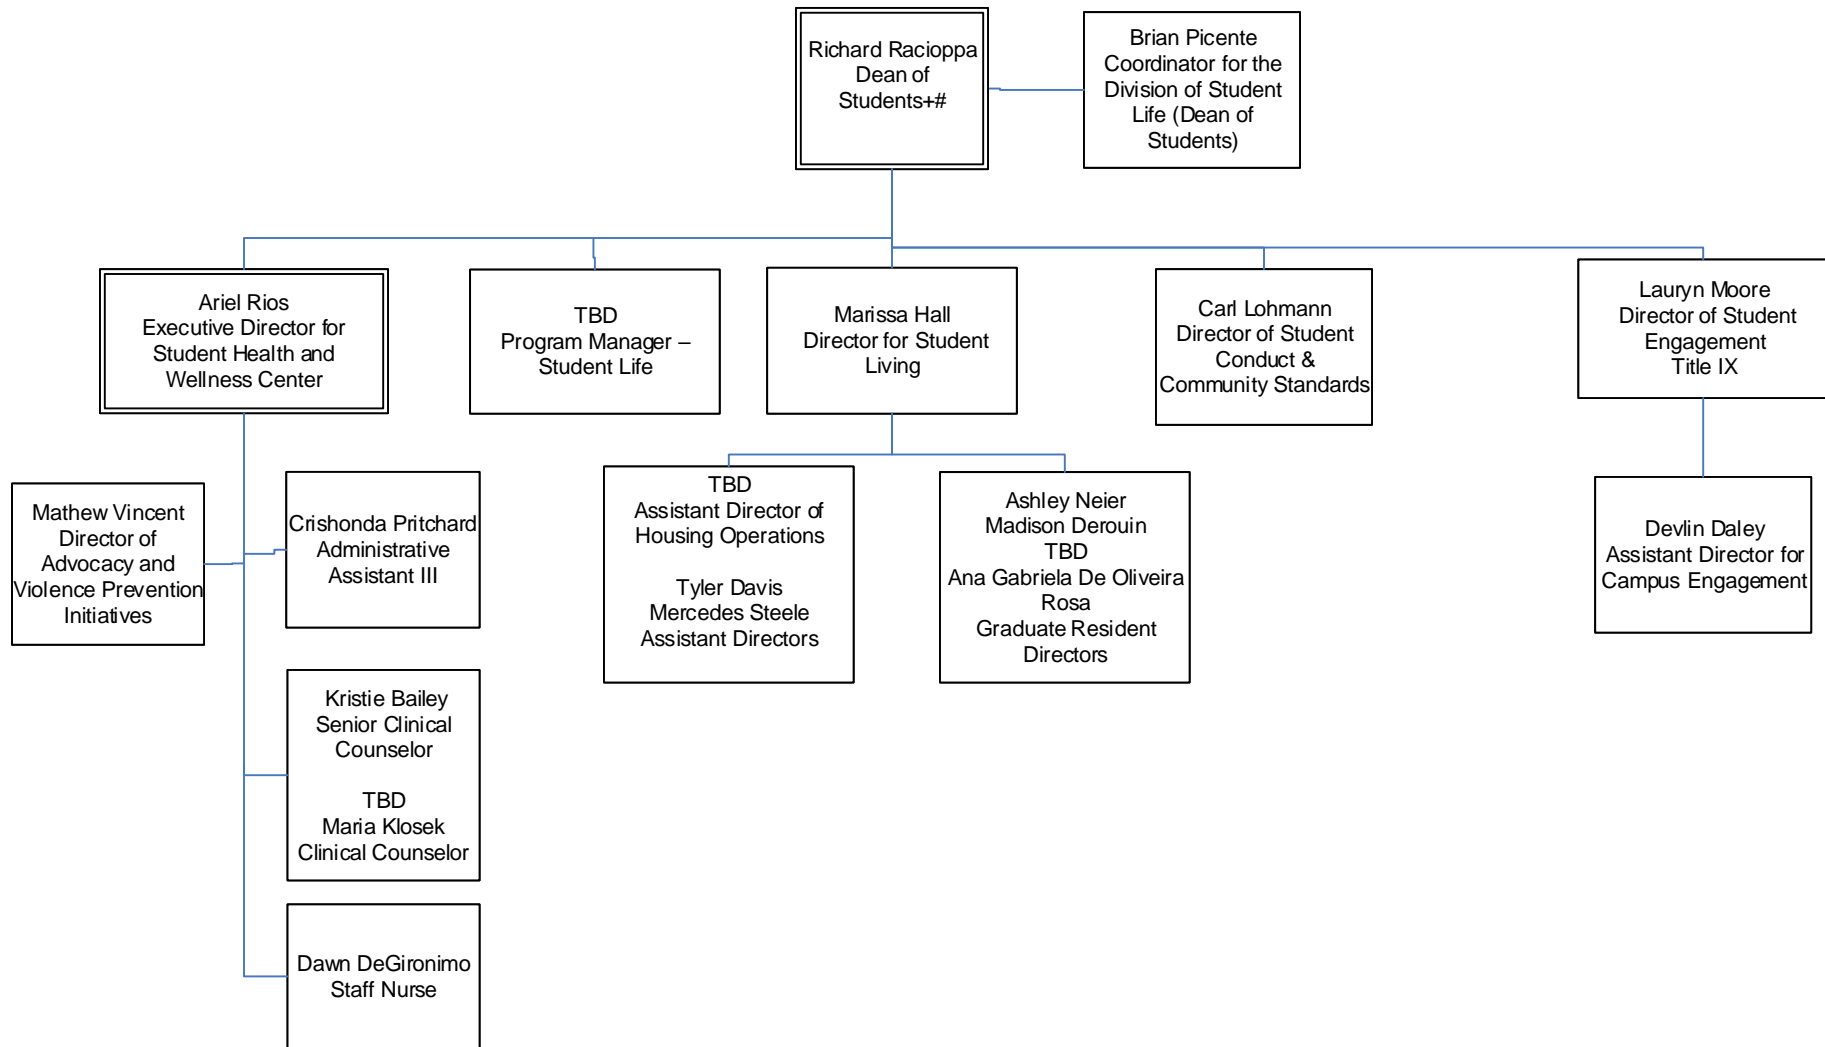 Richard Racioppa
Dean of
Students+#
Brian Picente
Coordinator for the
Division of Student
Life (Dean of
Students)
Ariel Rios
Executive Director for
Student Health and
Wellness Center
TBD
Program Manager –
Student Life
Marissa Hall
Director for Student
Living
Carl Lohmann
Director of Student
Conduct &
Community Standards
Lauryn Moore
Director of Student
Engagement
Title IX
Mathew Vincent
Director of
Advocacy and
Violence Prevention
Initiatives
Crishonda Pritchard
Administrative
Assistant III
TBD
Assistant Director of
Housing Operations
Tyler Davis
Mercedes Steele
Assistant Directors
Ashley Neier
Madison Derouin
TBD
Ana Gabriela De Oliveira
Rosa
Graduate Resident
Directors
Devlin Daley
Assistant Director for
Campus Engagement
Kristie Bailey
Senior Clinical
Counselor
TBD
Maria Klosek
Clinical Counselor
Dawn DeGironimo
Staff Nurse